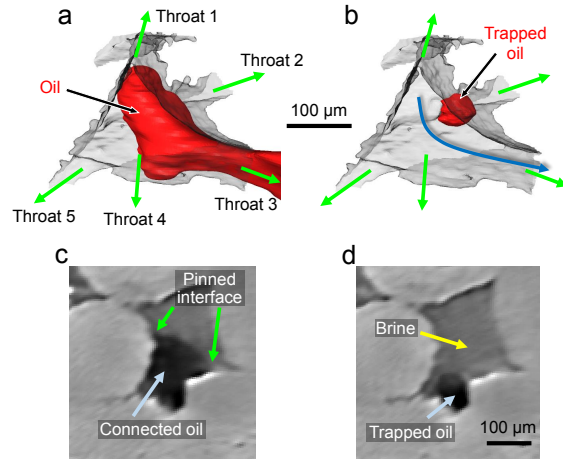 a
Throat 1
Throat 2
Oil
Throat 3
Throat 4
Throat 5
100 µm
b
Trapped
oil
c
Pinned
interface
Connected oil
d
Brine
Trapped oil
100 µm